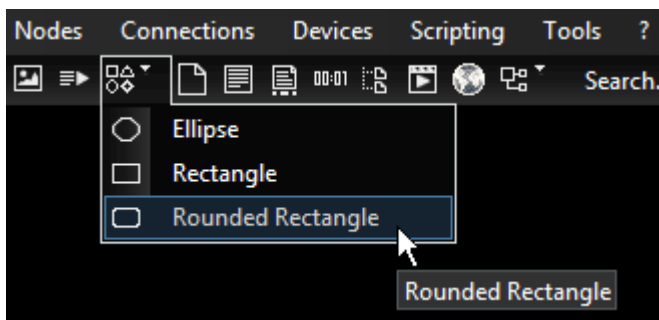 Nodes Connections Devices Scripting Tools ?
00:01 Search.
Ellipse
Rectangle
Rounded Rectangle
Rounded Rectangle